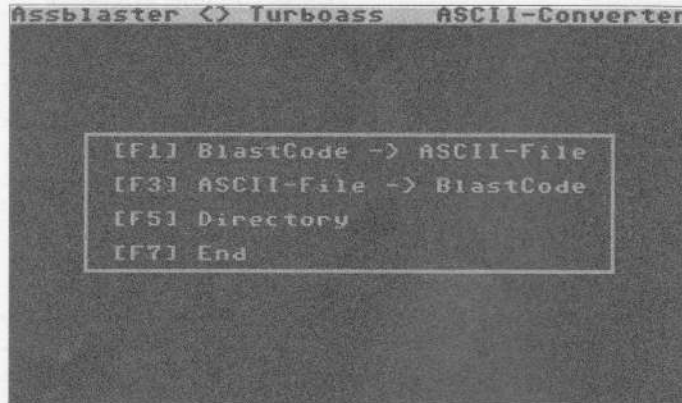 Assblaster <> Turboass ASCII-Converter
[F1] BlastCode -> ASCII-File
[F3] ASCII-File -> BlastCode
[F5] Directory
[F7] End